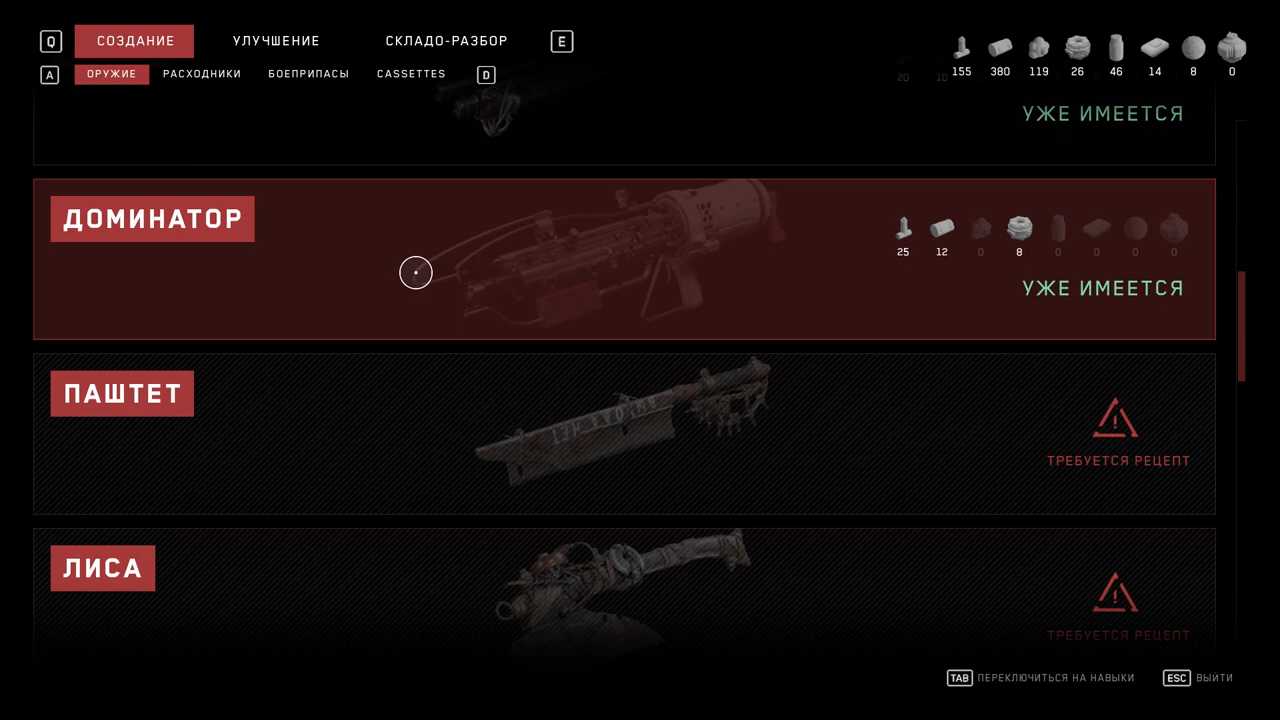 Q СОЗДАНИЕ УЛУЧШЕНИЕ СКЛАДО-РАЗБОР E
A ОРУЖИЕ РАСХОДНИКИ БОЕПРИПАСЫ CASSETTES D
155 380 119 26 46 14 8 0
20 10
УЖЕ ИМЕЕТСЯ
ДОМИНАТОР
25 12 0 8 0 0 0 0
УЖЕ ИМЕЕТСЯ
ПАШТЕТ
ТРЕБУЕТСЯ РЕЦЕПТ
ЛИСА
ТРЕБУЕТСЯ РЕЦЕПТ
TAB ПЕРЕКЛЮЧИТЬСЯ НА НАВЫКИ ESC ВЫЙТИ